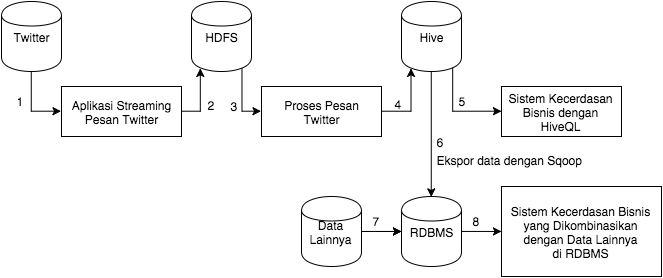 Twitter
HDFS
Hive
1
Aplikasi Streaming
Pesan Twitter
2
3
Proses Pesan
Twitter
4
5
Sistem Kecerdasan
Bisnis dengan
HiveQL
6
Ekspor data dengan Sqoop
Data
Lainnya
7
RDBMS
8
Sistem Kecerdasan Bisnis
yang Dikombinasikan
dengan Data Lainnya
di RDBMS